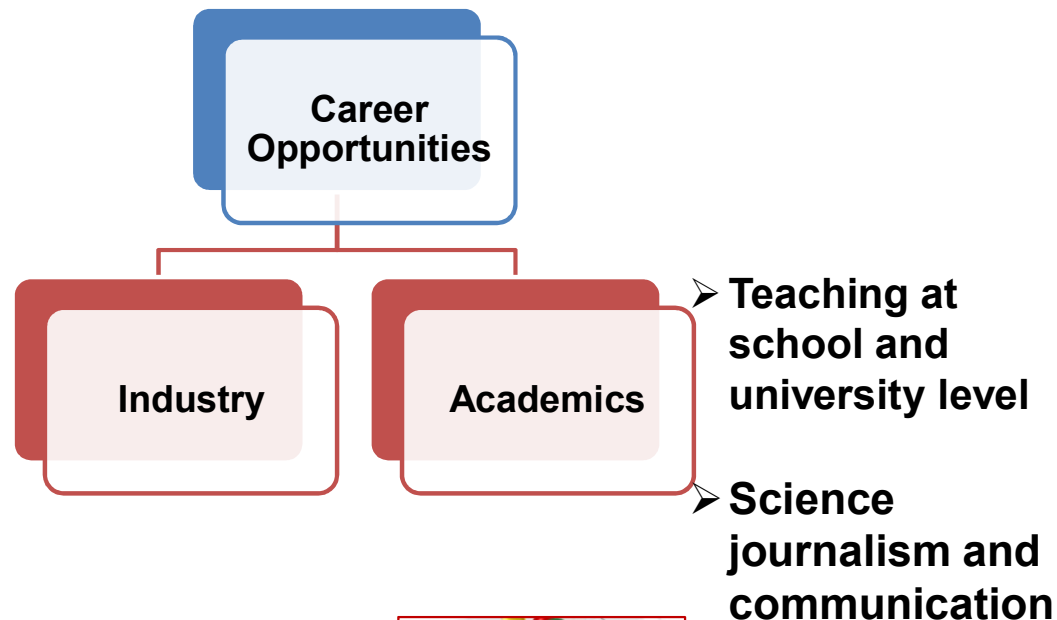 Career
Opportunities
Industry
Academics
➢ Teaching at
school and
university level
➢ Science
journalism and
communication